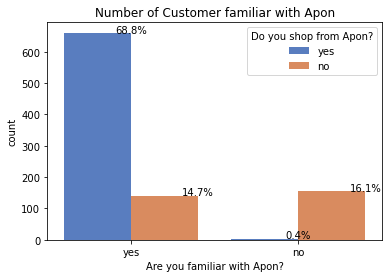 Number of Customer familiar with Apon
Do you shop from Apon?
yes
no
68.8%
14.7%
0.4%
16.1%
600
500
400
300
200
100
0
count
yes no
Are you familiar with Apon?